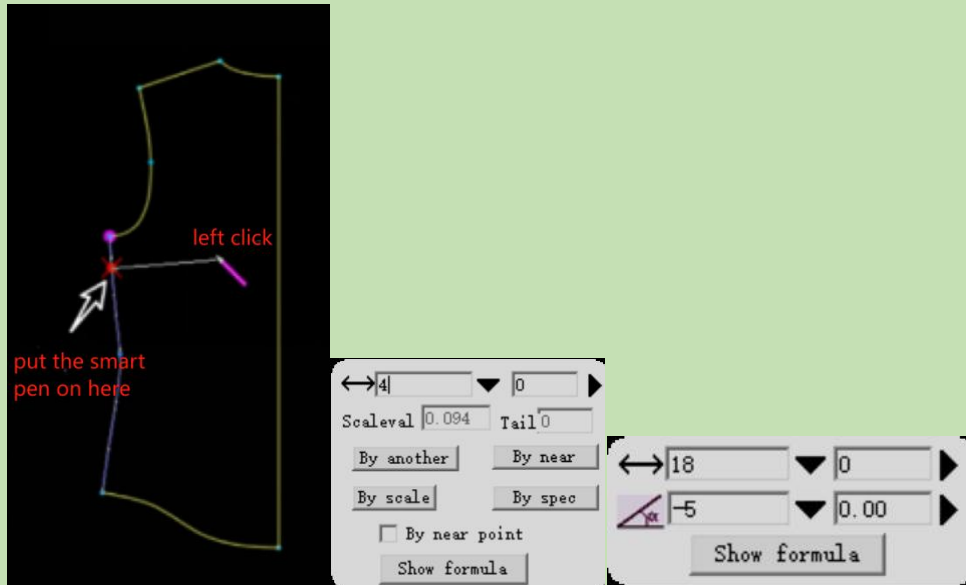 left click
put the smart
pen on here
4
0
Scaleval 0.094 Tail 0
By another By near
By scale By spec
By near point
Show formula
18 0
α -5 0.00
Show formula